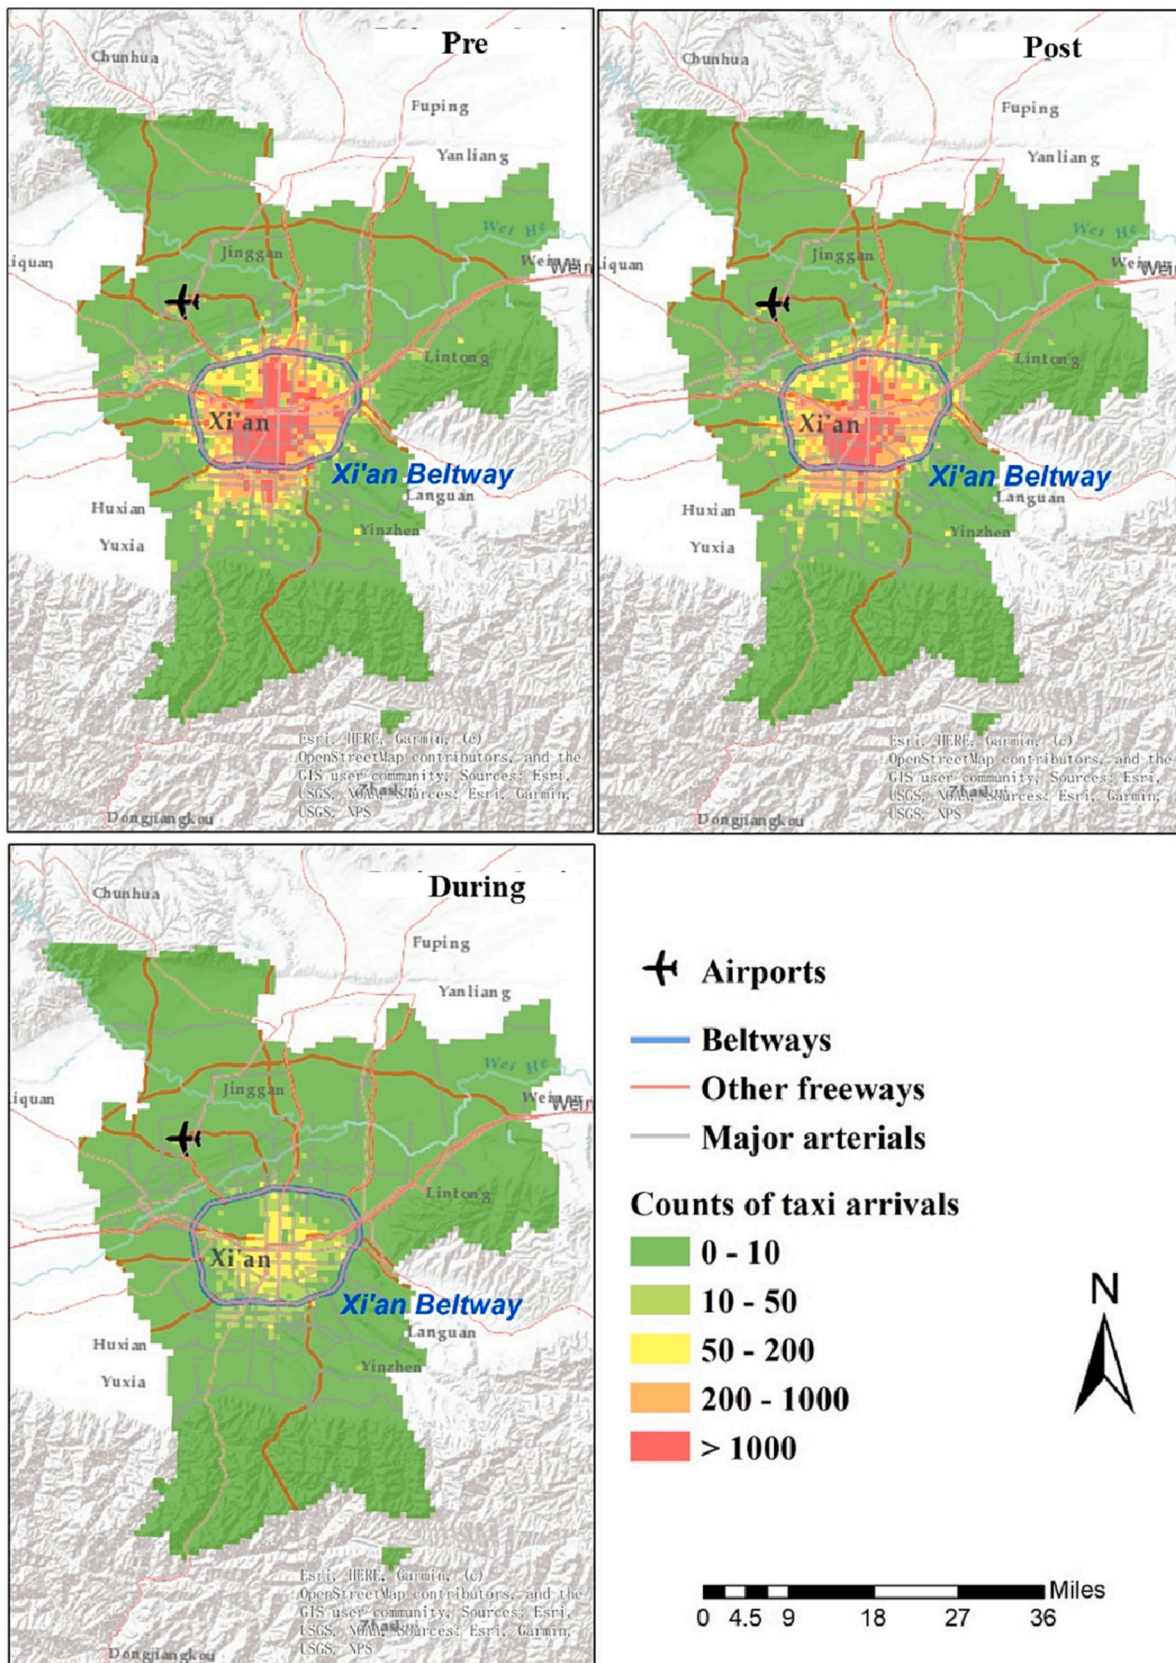 Pre
Chunhua
Fuping
Yanliang
Wei He
Jinggan
iquan
Weinan
Wein
Lintong
Xi'an
Xi'an Beltway
Languan
Huxian
Yinzhen
Yuxia
Esri, HERE, Garmin, (c)
OpenStreetMap contributors, and the
GIS user community, Sources: Esri,
USGS, NOAA, Sources: Esri, Garmin,
USGS, NPS
Dongjiangkou
Post
Chunhua
Fuping
Yanliang
Wei He
Jinggan
iquan
Lintong
Xi'an
Xi'an Beltway
Languan
Huxian
Yinzhen
Yuxia
Esri, HERE, Garmin, (c)
OpenStreetMap contributors, and the
GIS user community, Sources: Esri,
USGS, NOAA, Sources: Esri, Garmin,
USGS, NPS
Dongjiangkou
During
Chunhua
Fuping
Yanliang
Wei He
Jinggan
iquan
Weinan
Wein
Lintong
Xi'an
Xi'an Beltway
Languan
Huxian
Yinzhen
Yuxia
Esri, HERE, Garmin, (c)
OpenStreetMap contributors, and the
GIS user community, Sources: Esri,
USGS, NOAA, Sources: Esri, Garmin,
USGS, NPS
Dongjiangkou
Airports
Beltways
Other freeways
Major arterials
Counts of taxi arrivals
0 - 10
10 - 50
50 - 200
200 - 1000
> 1000
N
Miles
0 4.5 9 18 27 36